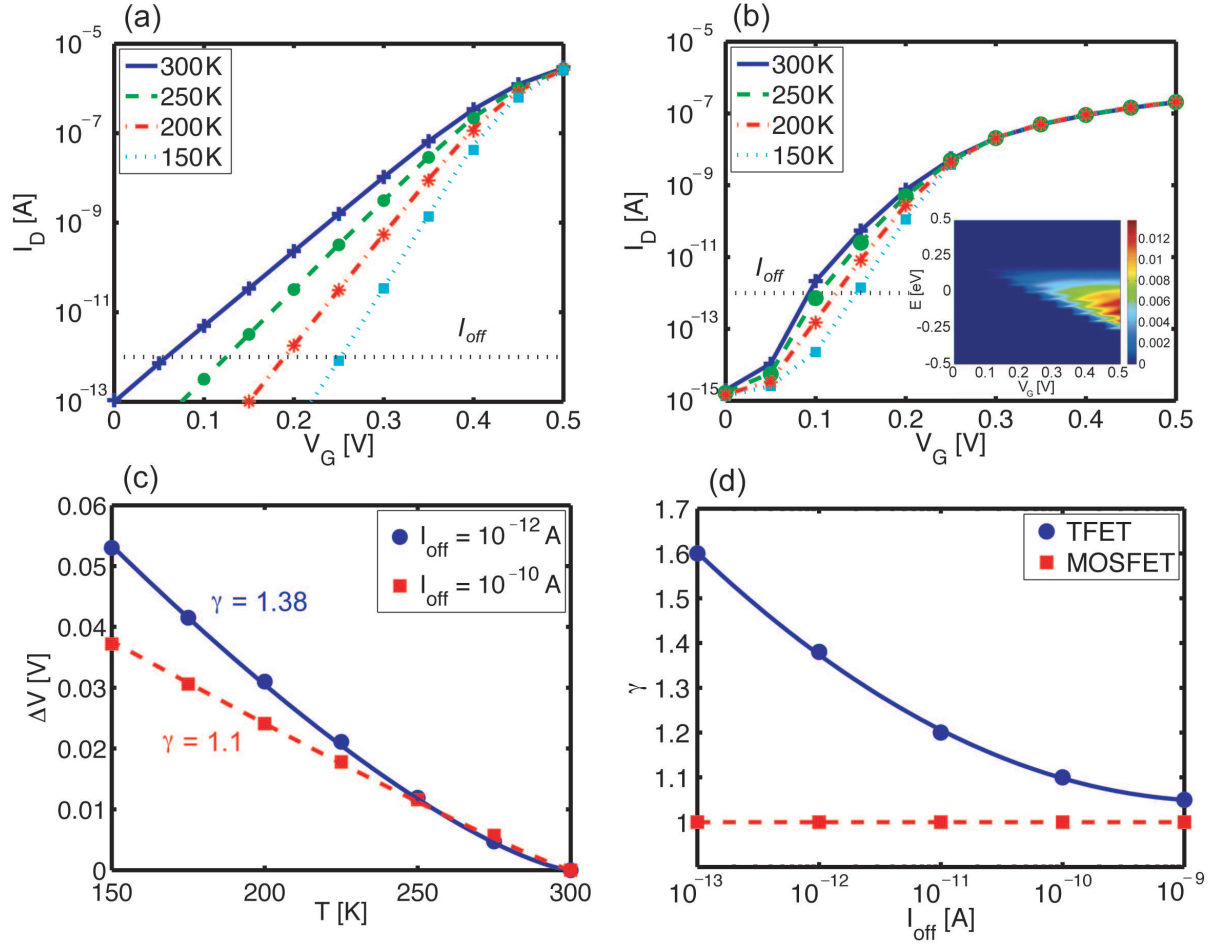 (a)
10⁻⁵
10⁻⁷
10⁻⁹
10⁻¹¹
10⁻¹³
I_D [A]
300K
250K
200K
150K
I_off
0 0.1 0.2 0.3 0.4 0.5
V_G [V]
(b)
10⁻⁵
10⁻⁷
10⁻⁹
10⁻¹¹
10⁻¹³
10⁻¹⁵
I_D [A]
300K
250K
200K
150K
I_off
0.5
0.25
0
-0.25
-0.5
E [eV]
0 0.1 0.2 0.3 0.4 0.5
V_G [V]
0.012
0.01
0.008
0.006
0.004
0.002
0
0 0.1 0.2 0.3 0.4 0.5
V_G [V]
(c)
0.06
0.05
0.04
0.03
0.02
0.01
0
ΔV [V]
I_off = 10⁻¹² A
I_off = 10⁻¹⁰ A
γ = 1.38
γ = 1.1
150 200 250 300
T [K]
(d)
1.7
1.6
1.5
1.4
1.3
1.2
1.1
1
γ
TFET
MOSFET
10⁻¹³ 10⁻¹² 10⁻¹¹ 10⁻¹⁰ 10⁻⁹
I_off [A]